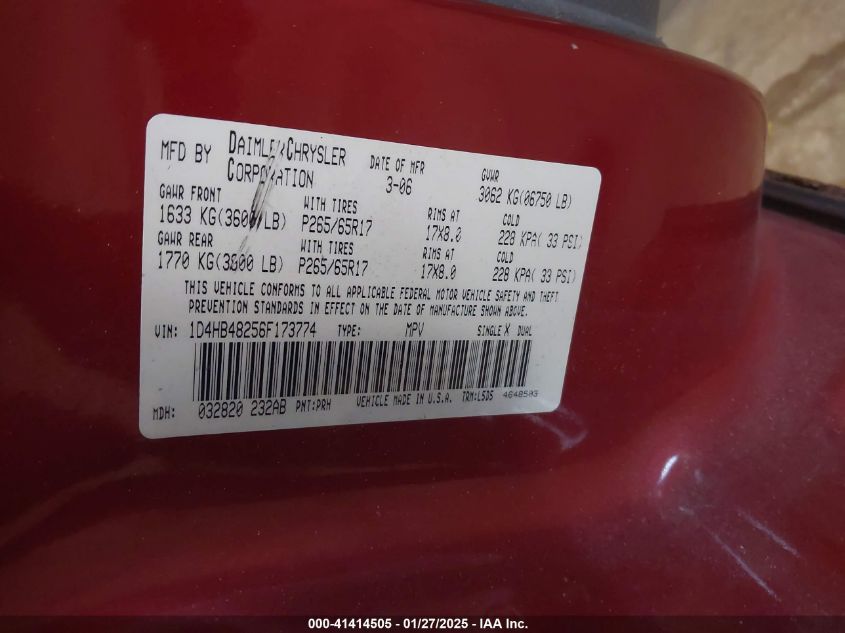 MFD BY DAIMLERCHRYSLER CORPORATION DATE OF MFR 3-06 GVWR 3062 KG(06750 LB)
GAWR FRONT WITH TIRES RIMS AT COLD
1633 KG(3600 LB) P265/65R17 17X8.0 228 KPA( 33 PSI)
GAWR REAR WITH TIRES RIMS AT COLD
1770 KG(3900 LB) P265/65R17 17X8.0 228 KPA( 33 PSI)
THIS VEHICLE CONFORMS TO ALL APPLICABLE FEDERAL MOTOR VEHICLE SAFETY AND THEFT
PREVENTION STANDARDS IN EFFECT ON THE DATE OF MANUFACTURE SHOWN ABOVE.
VIN: 1D4HB48256F173774 TYPE: MPV SINGLE X DUAL
MDH: 032820 232AB PNT:PRH VEHICLE MADE IN U.S.A. TRM:L5D5 4648503
000-41414505 - 01/27/2025 - IAA Inc.